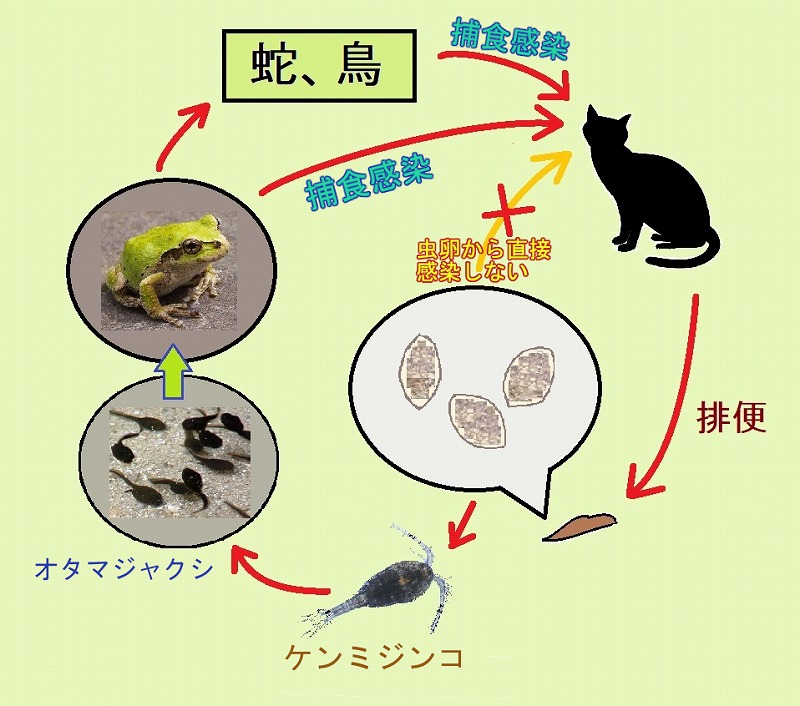 蛇、鳥
捕食感染
捕食感染
虫卵から直接
感染しない
排便
オタマジャクシ
ケンミジンコ